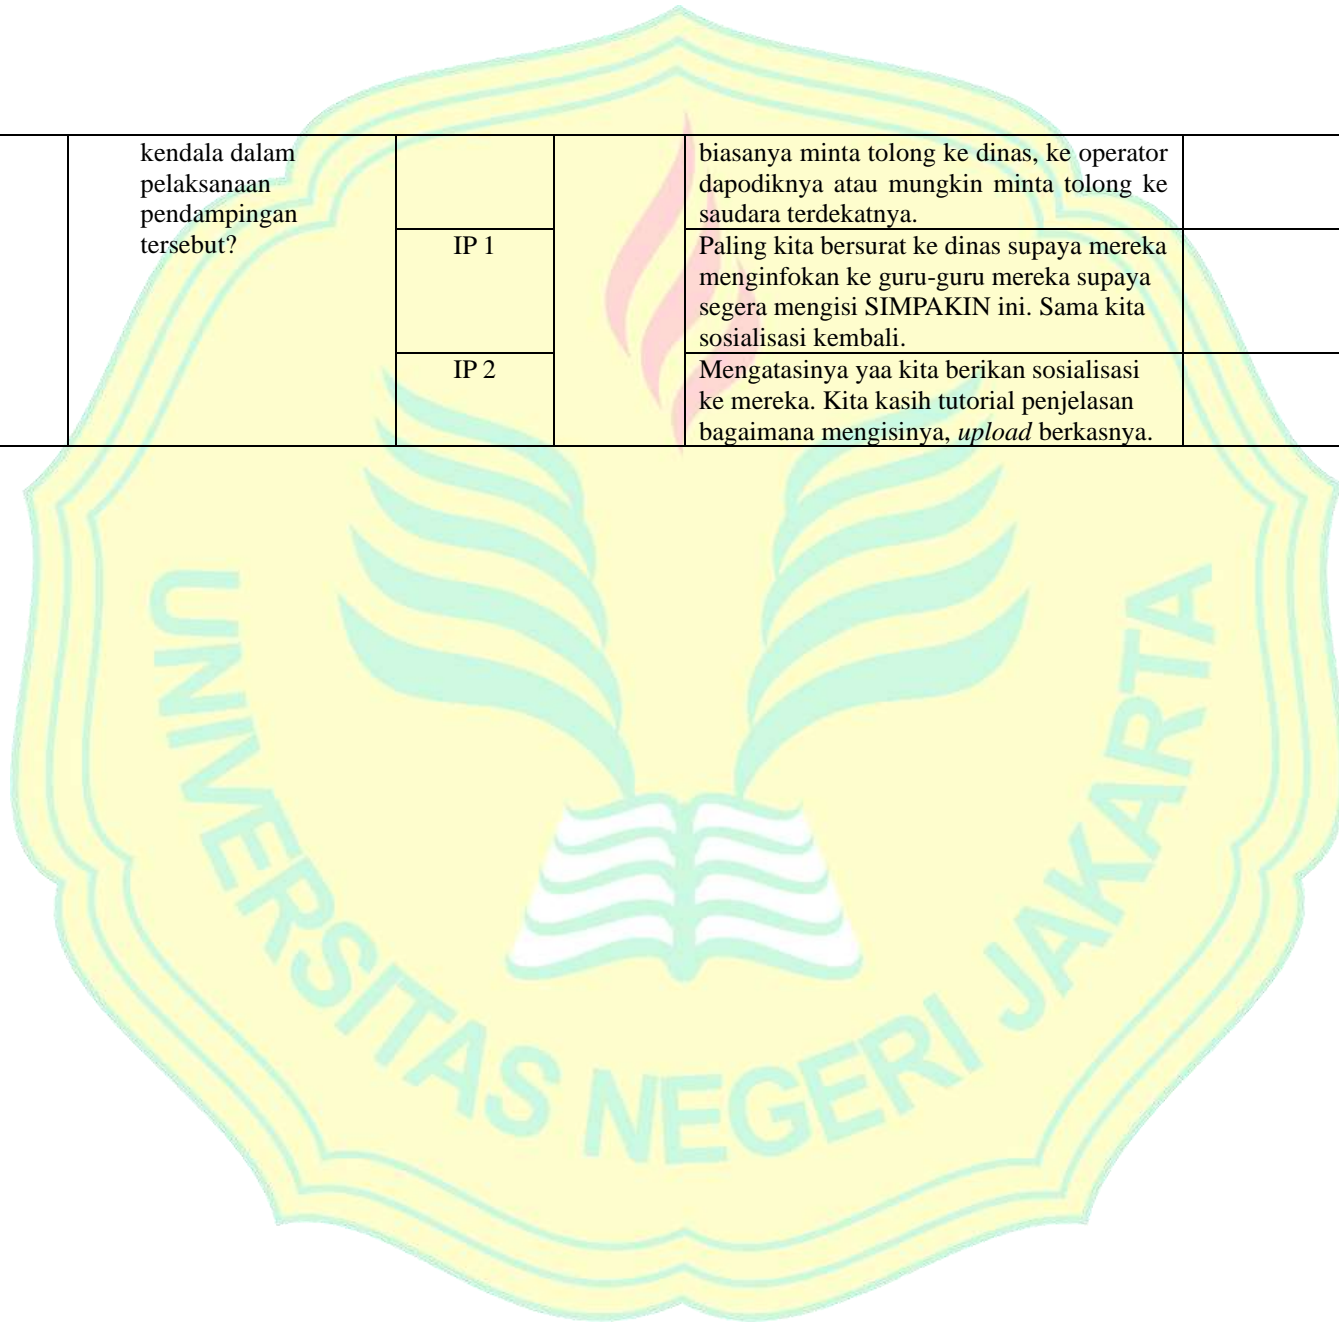 kendala dalam
pelaksanaan
pendampingan
tersebut?
biasanya minta tolong ke dinas, ke operator
dapodiknya atau mungkin minta tolong ke
saudara terdekatnya.
IP 1
Paling kita bersurat ke dinas supaya mereka
menginfokan ke guru-guru mereka supaya
segera mengisi SIMPAKIN ini. Sama kita
sosialisasi kembali.
IP 2
Mengatasinya yaa kita berikan sosialisasi
ke mereka. Kita kasih tutorial penjelasan
bagaimana mengisinya, upload berkasnya.
UNIVERSITAS NEGERI JAKARTA